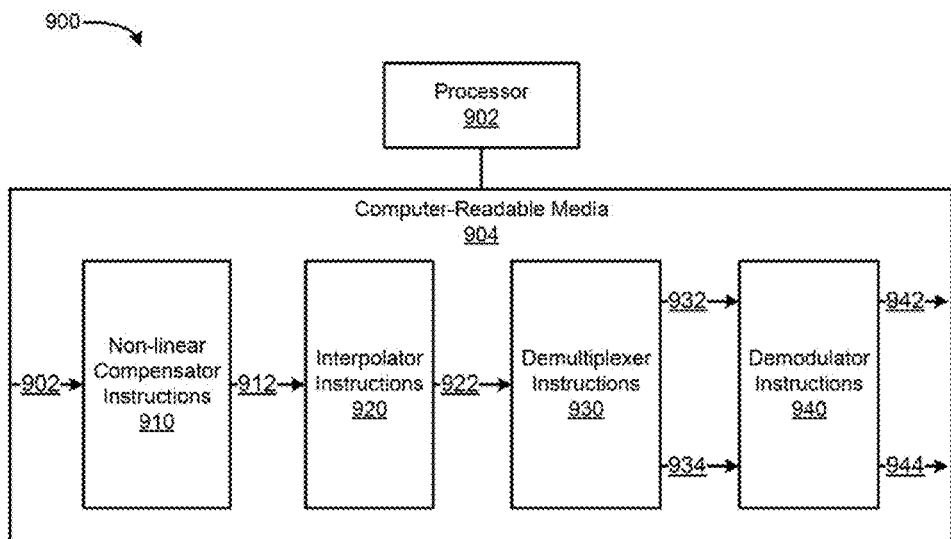 900
Processor
902
Computer-Readable Media
904
902
Non-linear
Compensator
Instructions
910
912
Interpolator
Instructions
920
922
Demultiplexer
Instructions
930
932
934
Demodulator
Instructions
940
942
944